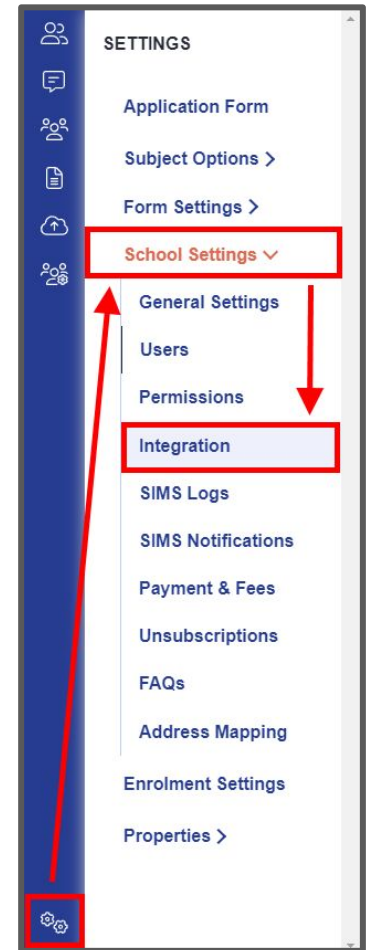 SETTINGS
Application Form
Subject Options >
Form Settings >
School Settings ∨
General Settings
Users
Permissions
Integration
SIMS Logs
SIMS Notifications
Payment & Fees
Unsubscriptions
FAQs
Address Mapping
Enrolment Settings
Properties >